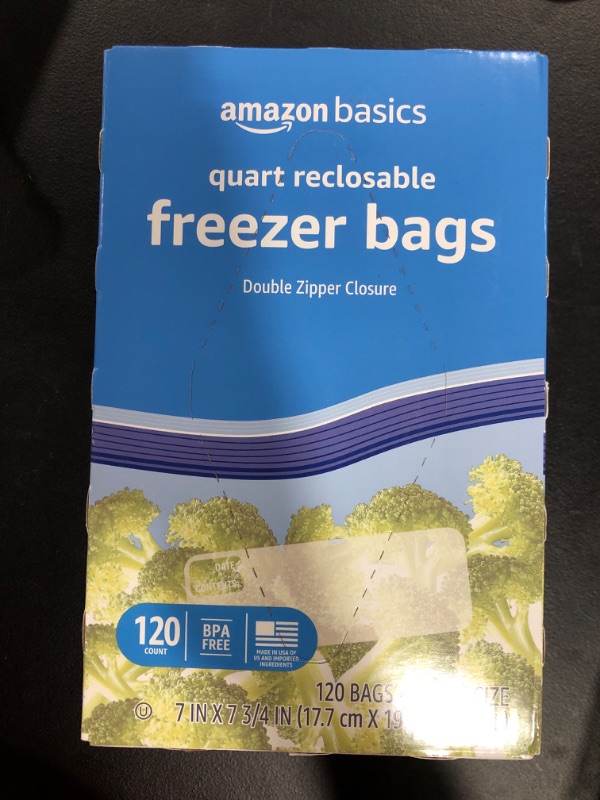 amazon basics
quart reclosable
freezer bags
Double Zipper Closure
DATE
CONTENTS
120
COUNT
BPA
FREE
MADE IN USA OF
US AND IMPORTED
INGREDIENTS
120 BAGS IZE
U
7 IN X 7 3/4 IN (17.7 cm X 19